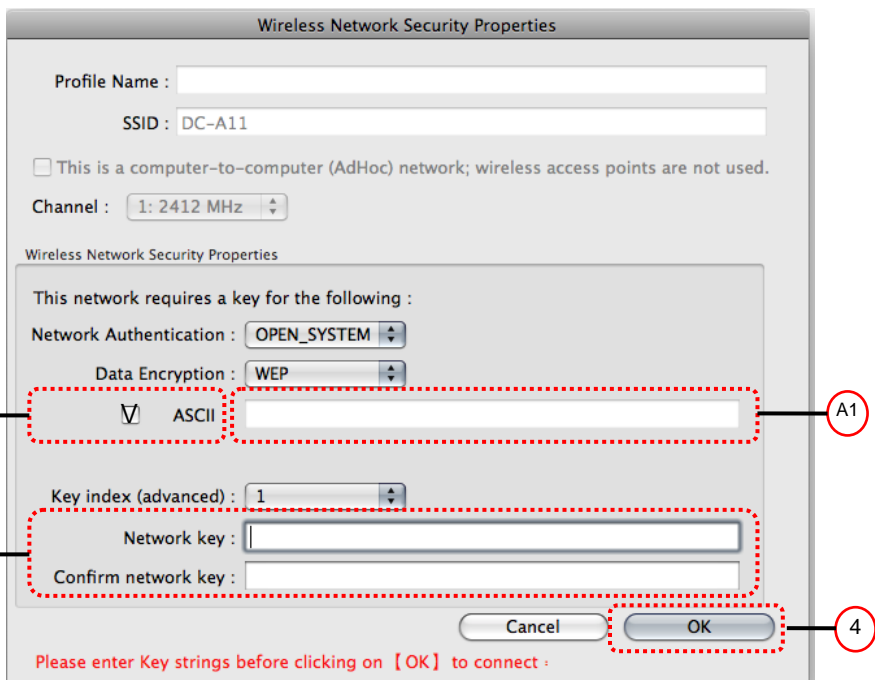 Wireless Network Security Properties
Profile Name :
SSID : DC-A11
This is a computer-to-computer (AdHoc) network; wireless access points are not used.
Channel : 1: 2412 MHz
Wireless Network Security Properties
This network requires a key for the following :
Network Authentication : OPEN_SYSTEM
Data Encryption : WEP
V ASCII A1
Key index (advanced) : 1
Network key :
Confirm network key :
Cancel OK 4
Please enter Key strings before clicking on【OK】to connect :